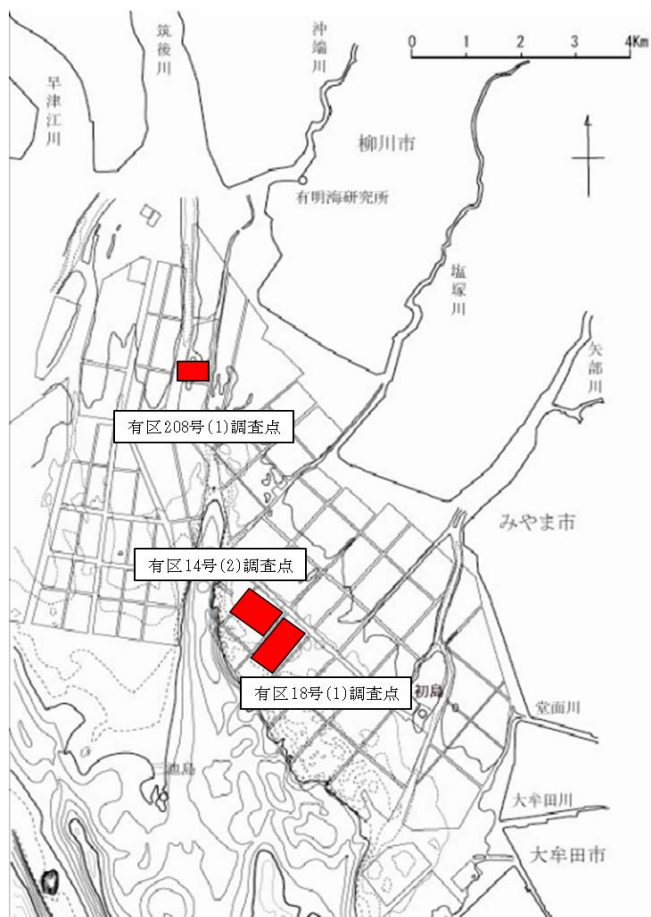 筑後川
沖端川
早津江川
0 1 2 3 4Km
柳川市
有明海研究所
塩塚川
矢部川
有区208号(1)調査点
みやま市
有区14号(2)調査点
有区18号(1)調査点
初島
堂面川
三池島
大牟田川
大牟田市